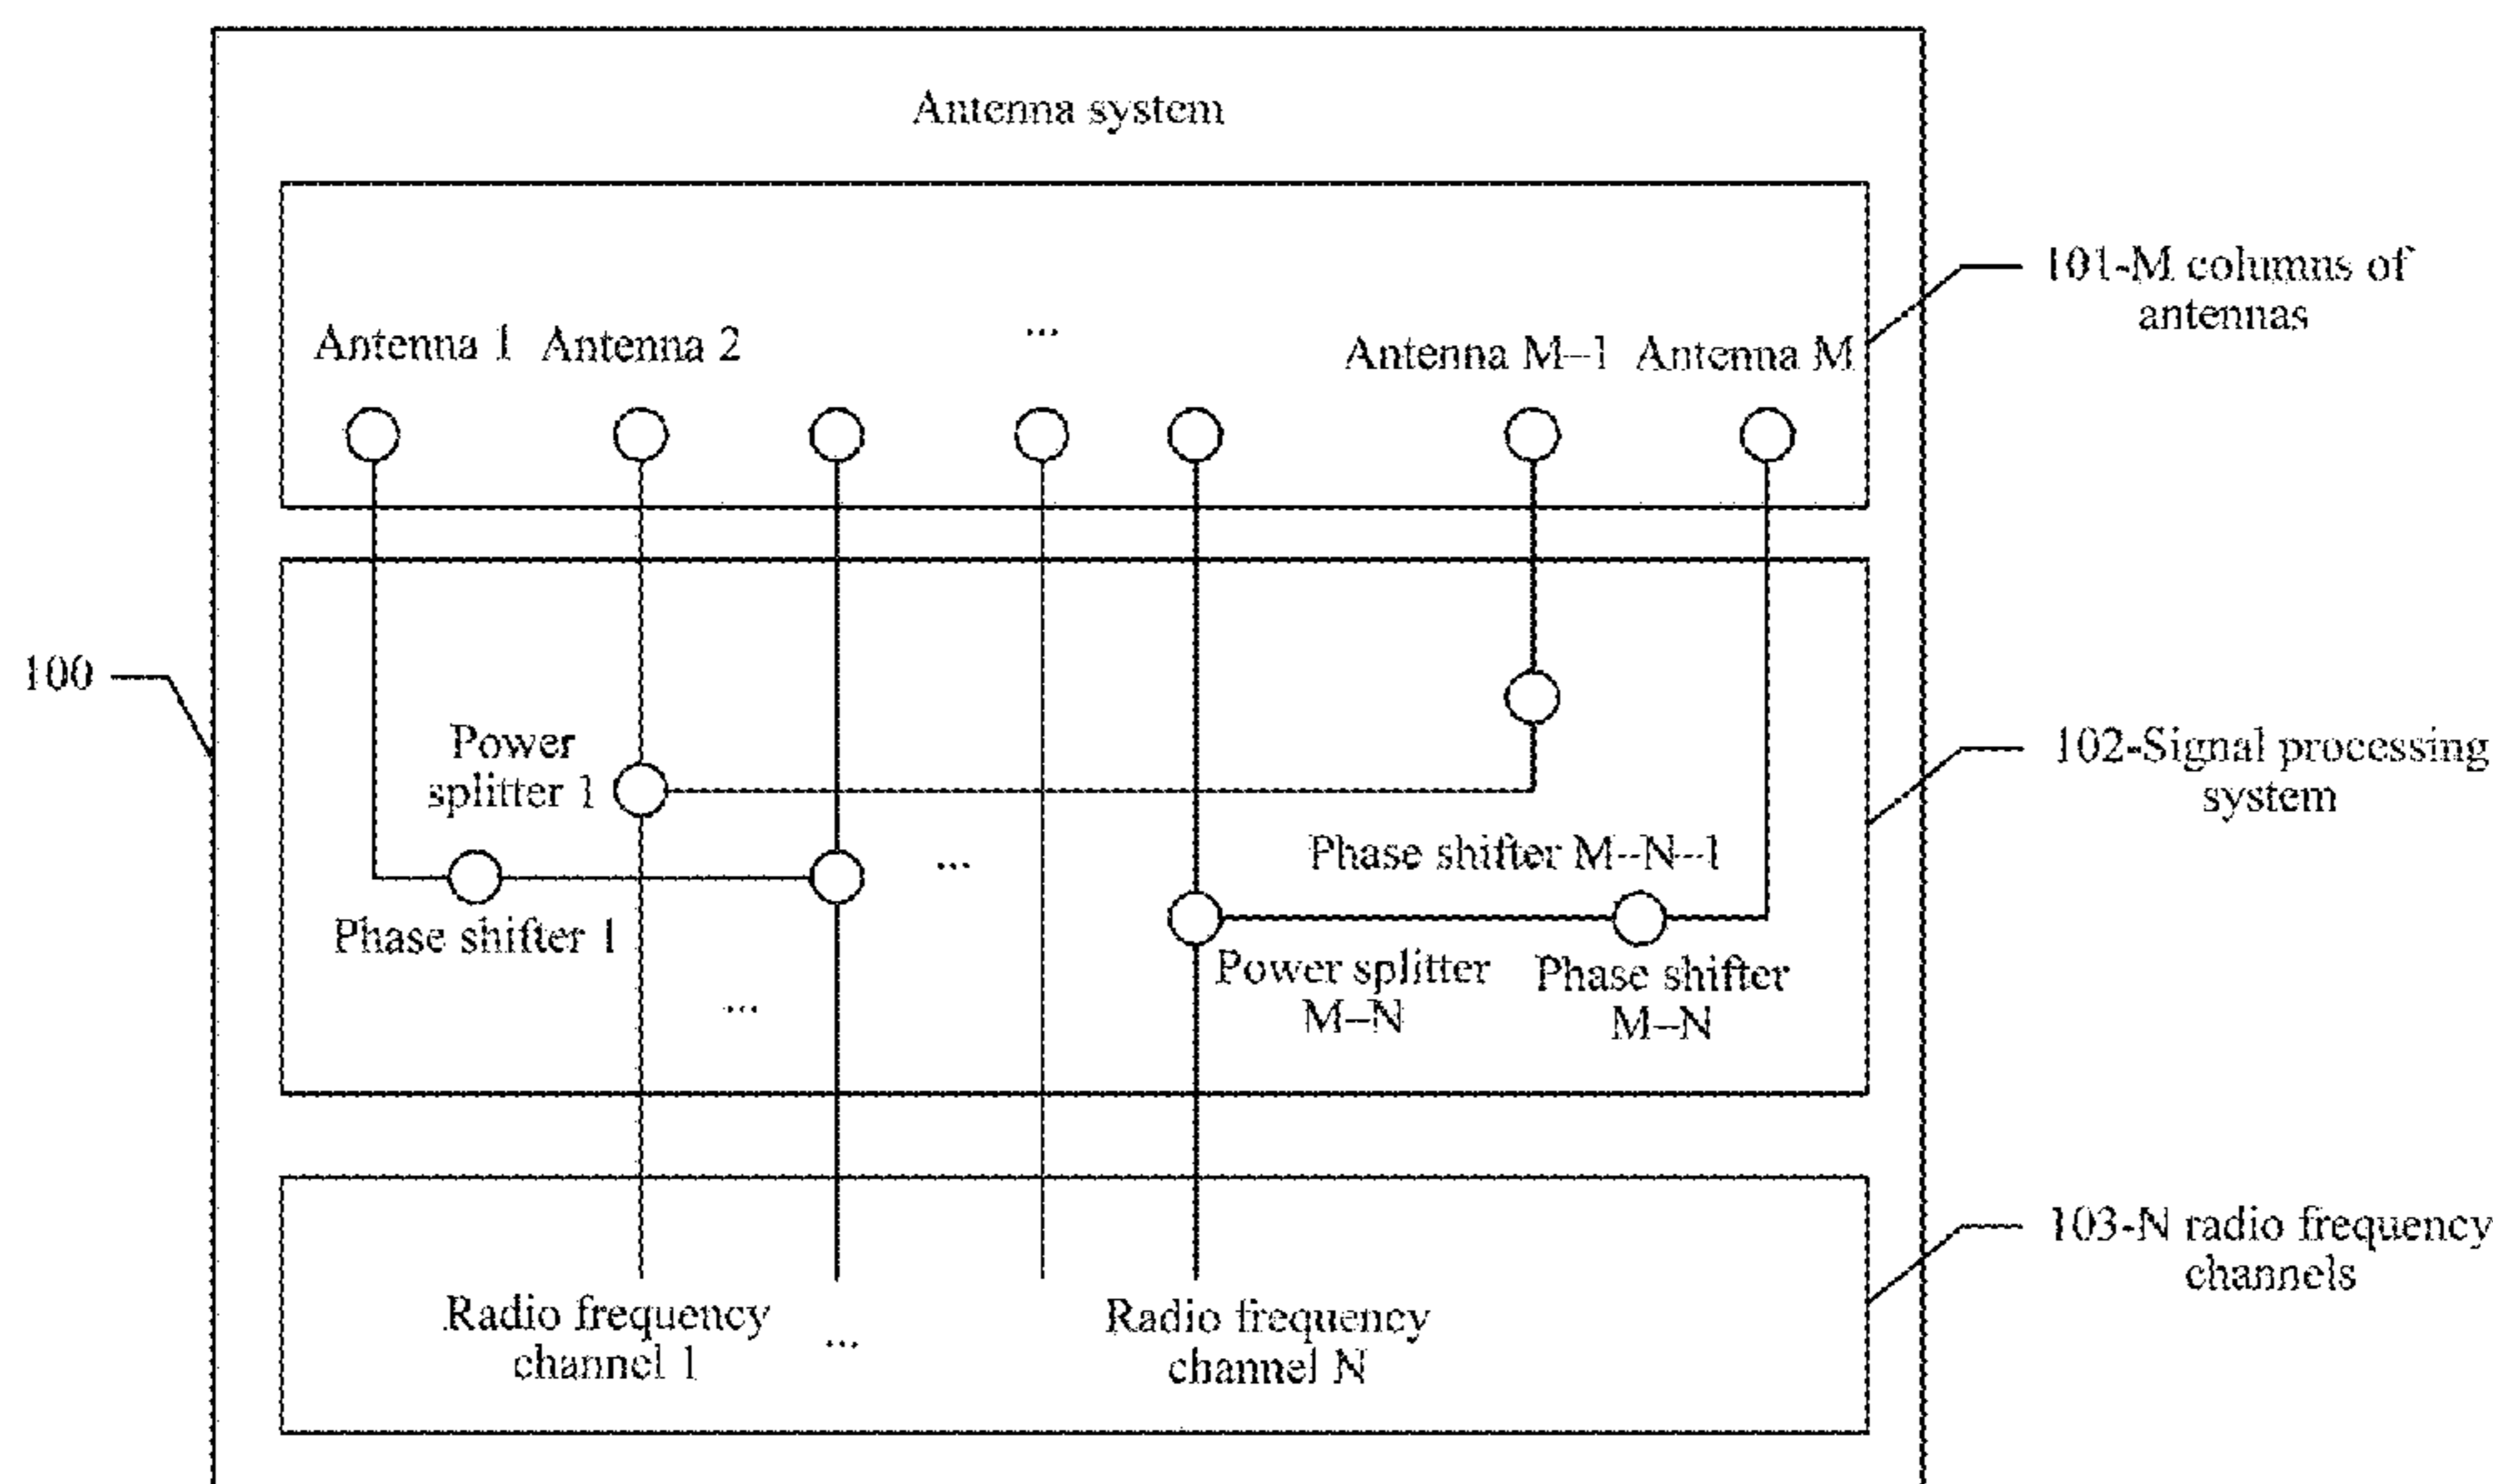 Antenna system
101-M columns of
antennas
...
Antenna 1 Antenna 2
Antenna M–1 Antenna M
100
Power
splitter 1
102-Signal processing
system
Phase shifter M–N–1
...
Phase shifter 1
Power splitter
M–N
Phase shifter
M–N
...
103-N radio frequency
channels
Radio frequency
channel 1
...
Radio frequency
channel N